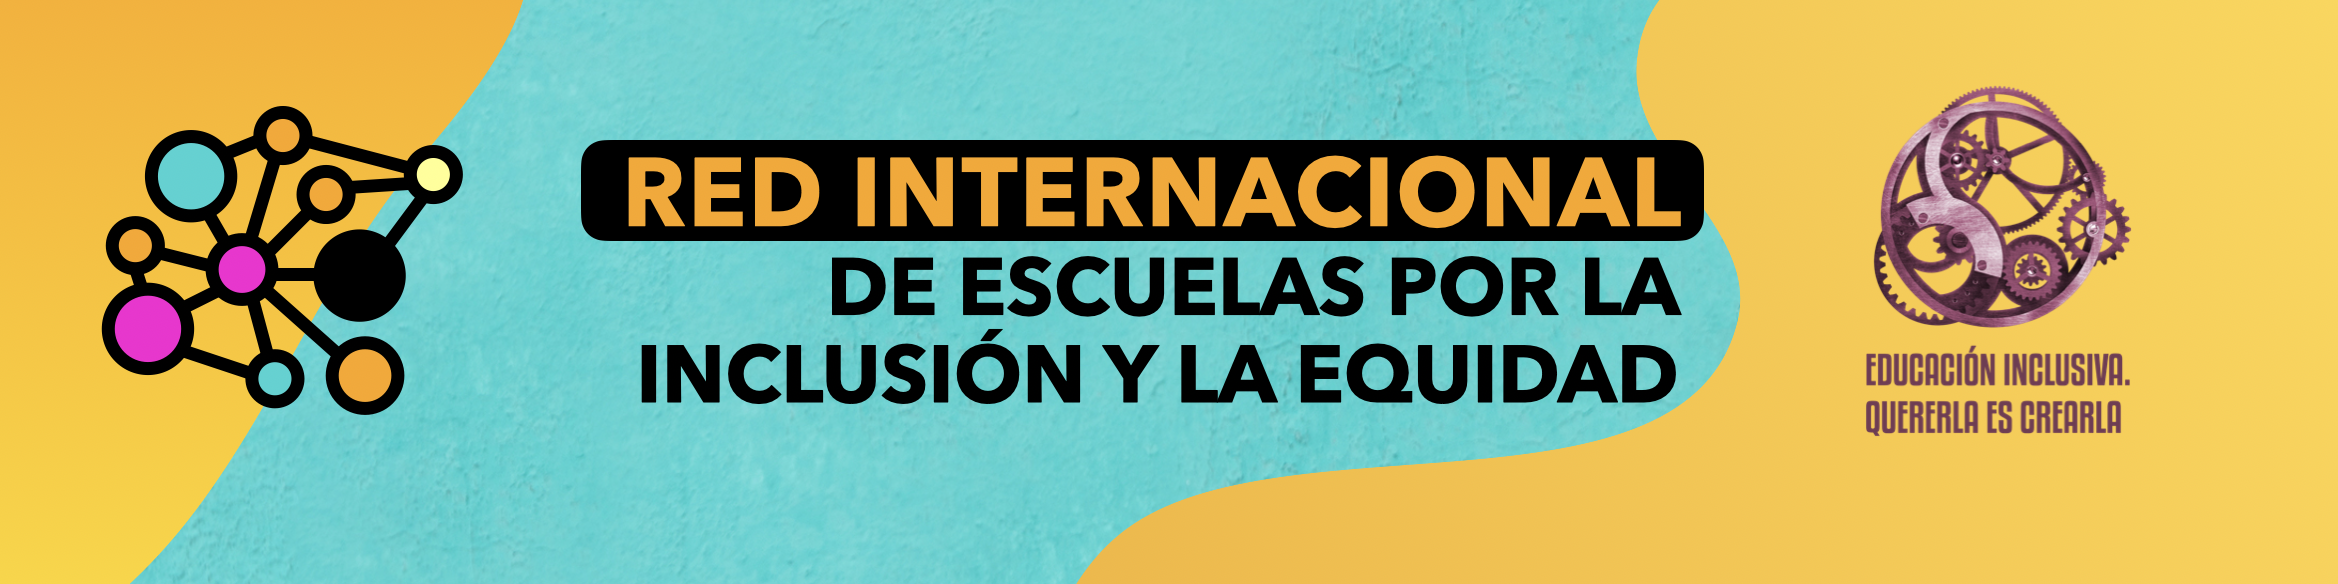 RED INTERNACIONAL
DE ESCUELAS POR LA
INCLUSIÓN Y LA EQUIDAD
EDUCACIÓN INCLUSIVA.
QUERERLA ES CREARLA